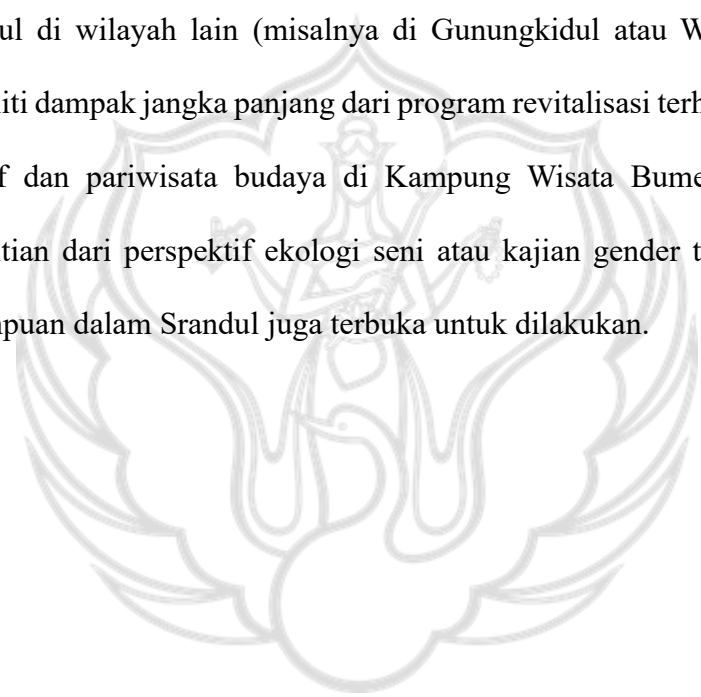 ul di wilayah lain (misalnya di Gunungkidul atau W
iti dampak jangka panjang dari program revitalisasi terh
f dan pariwisata budaya di Kampung Wisata Bume
tian dari perspektif ekologi seni atau kajian gender t
puan dalam Srandul juga terbuka untuk dilakukan.